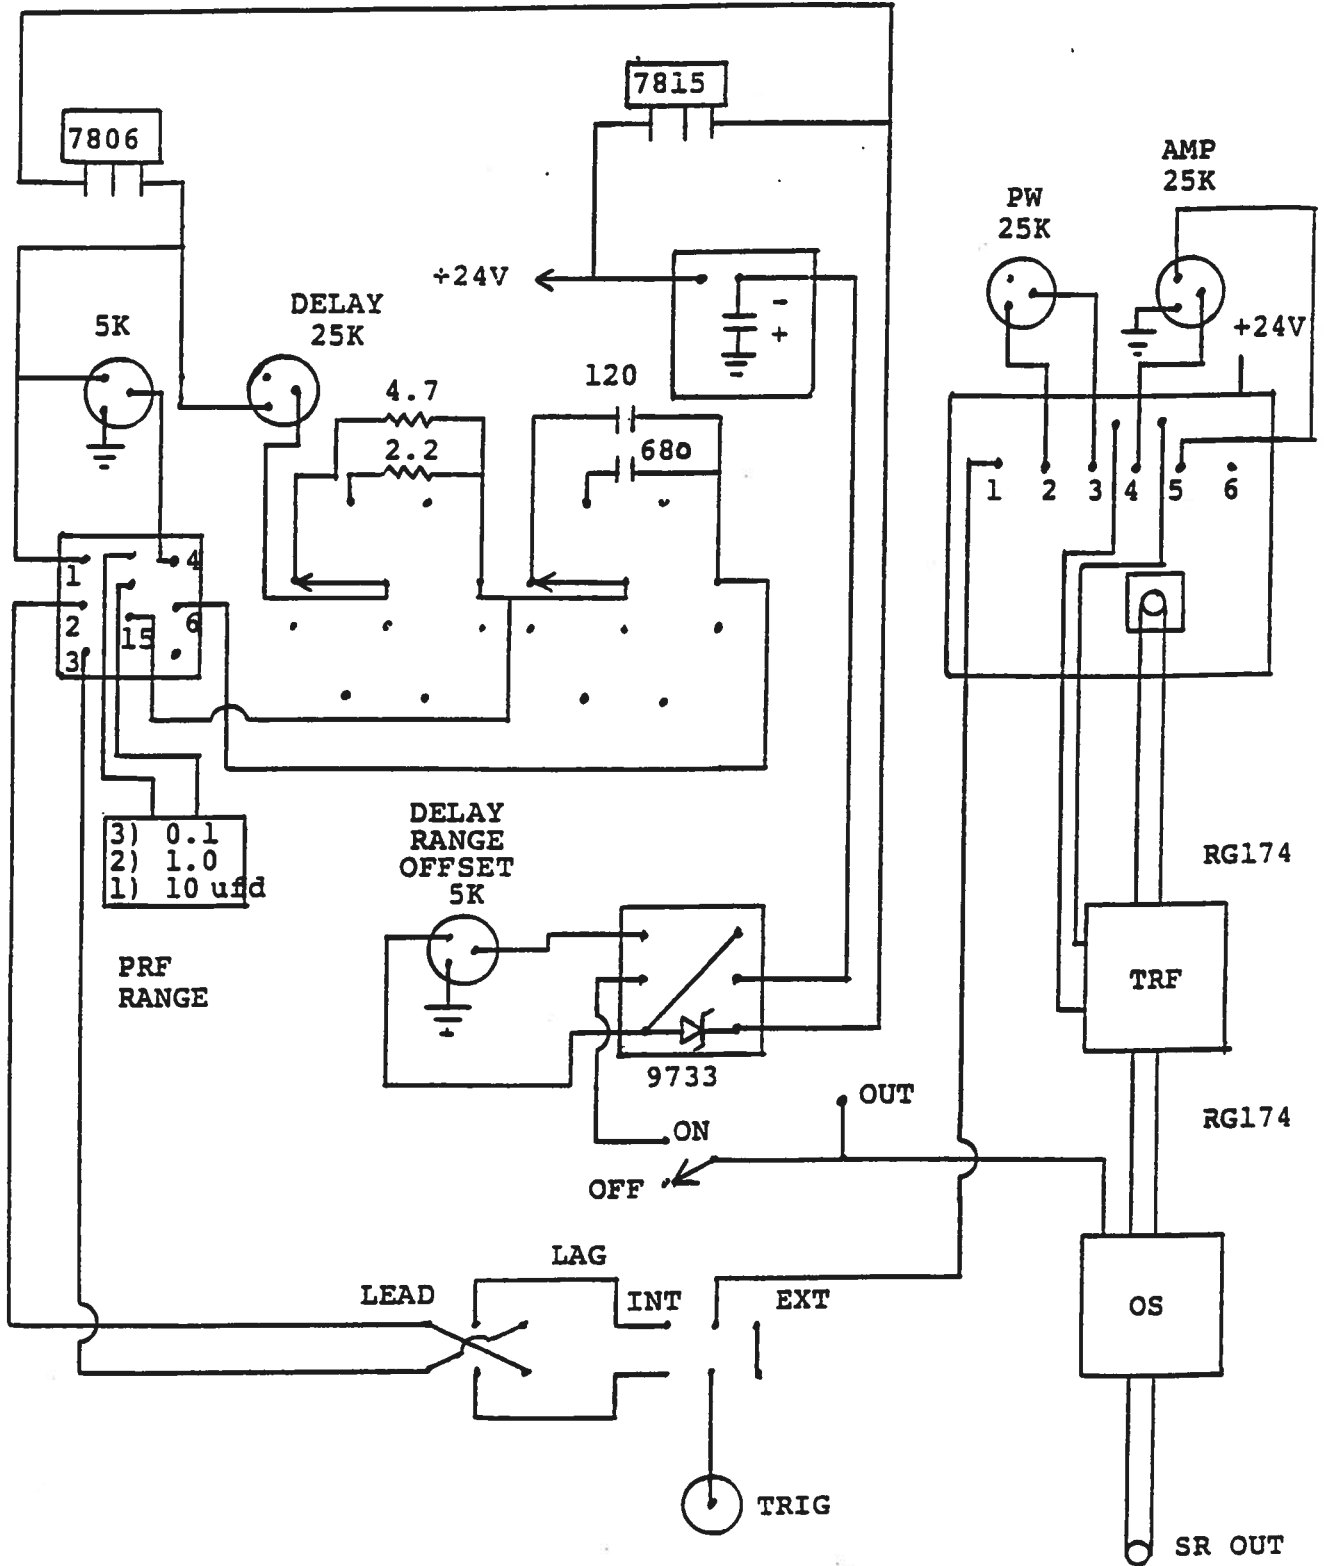 7815
7806
AMP
25K
PW
25K
÷24V
DELAY
25K
5K
-
+
+24V
120
4.7
2.2
680
1
2
3
4
5
6
1
4
2
15
6
3
DELAY
RANGE
OFFSET
5K
3) 0.1
2) 1.0
1) 10 ufd
RG174
PRF
RANGE
TRF
9733
OUT
RG174
ON
OFF
LAG
LEAD
INT
EXT
OS
TRIG
SR OUT